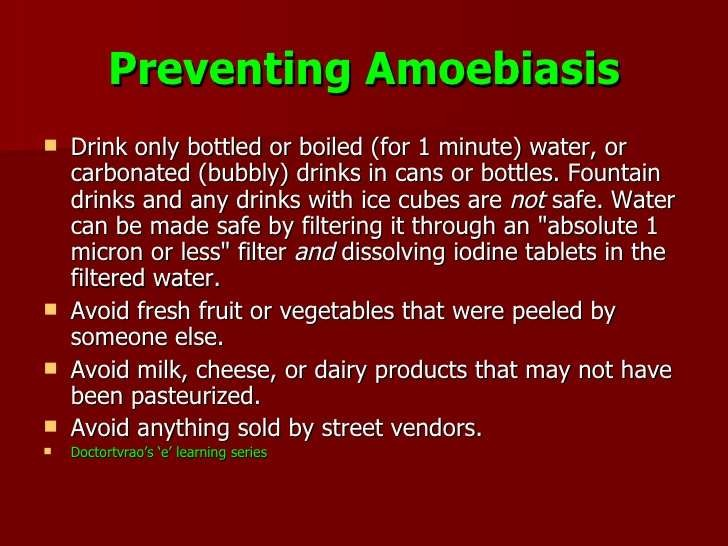 Preventing Amoebiasis
Drink only bottled or boiled (for 1 minute) water, or
carbonated (bubbly) drinks in cans or bottles. Fountain
drinks and any drinks with ice cubes are not safe. Water
can be made safe by filtering it through an "absolute 1
micron or less" filter and dissolving iodine tablets in the
filtered water.
Avoid fresh fruit or vegetables that were peeled by
someone else.
Avoid milk, cheese, or dairy products that may not have
been pasteurized.
Avoid anything sold by street vendors.
Doctortvrao's ‘e’ learning series